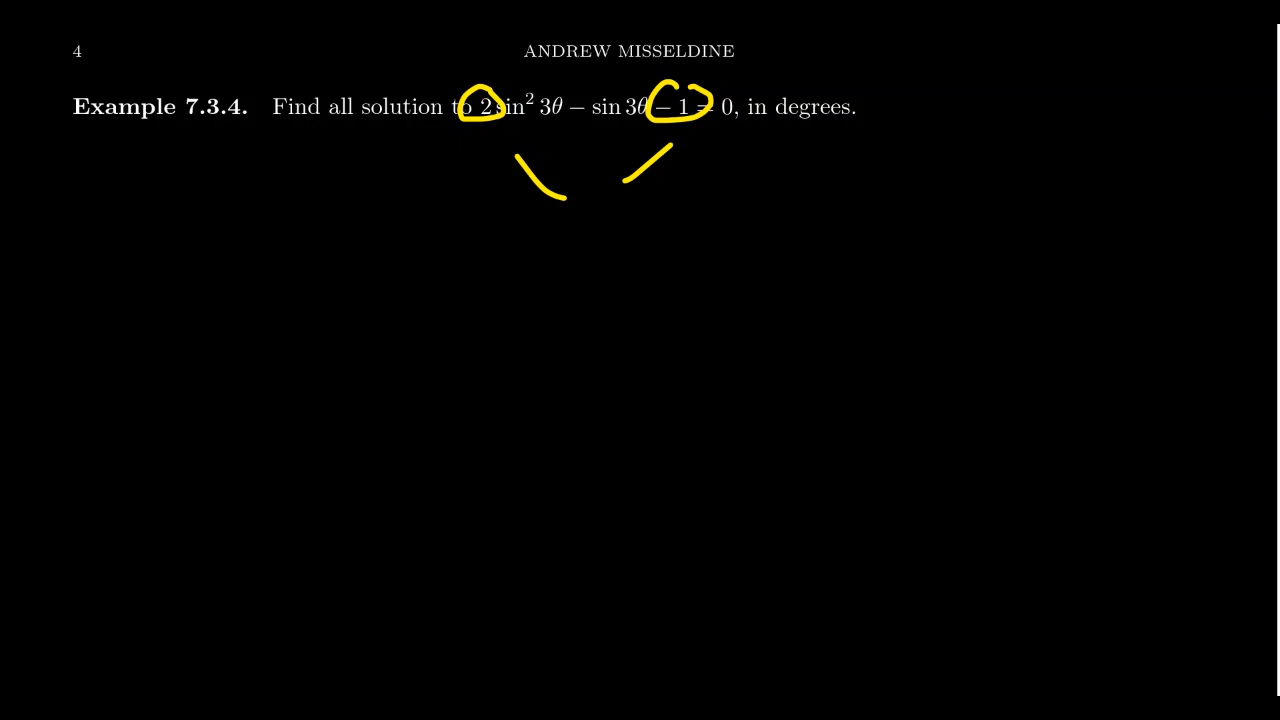 4 ANDREW MISSELDINE
Example 7.3.4. Find all solution to 2 sin² 3θ − sin 3θ − 1 = 0, in degrees.